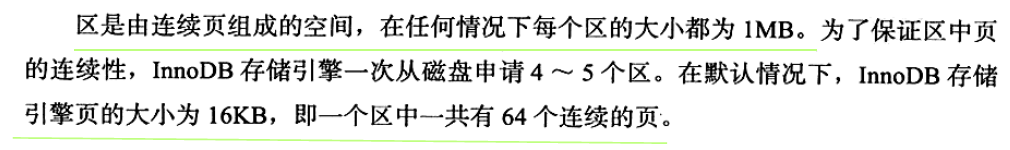 区是由连续页组成的空间，在任何情况下每个区的大小都为 1MB。为了保证区中页
的连续性，InnoDB 存储引擎一次从磁盘申请 4 ～ 5 个区。在默认情况下，InnoDB 存储
引擎页的大小为 16KB，即一个区中一共有 64 个连续的页。